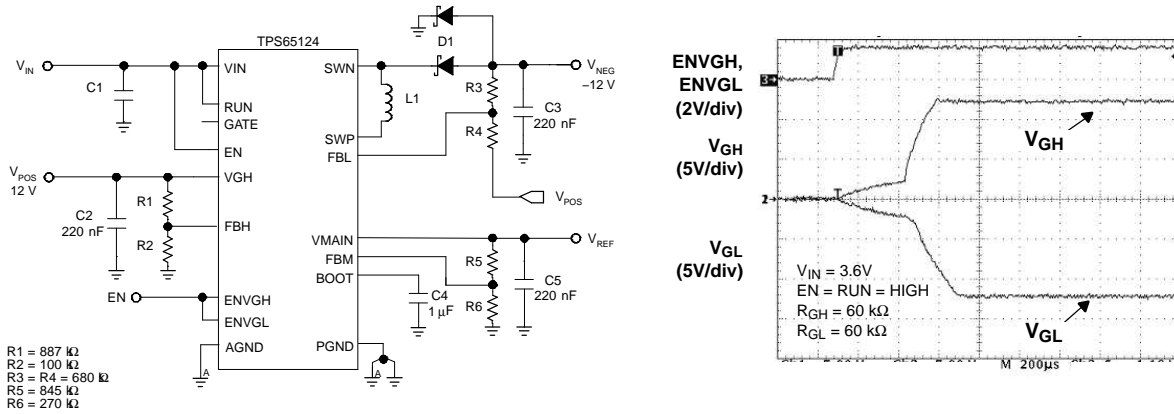 TPS65124
VIN
C1
VIN
RUN
GATE
EN
VPOS
12 V
VGH
C2
220 nF
R1
FBH
R2
EN
ENVGH
ENVGL
AGND
A
R1 = 887 kΩ
R2 = 100 kΩ
R3 = R4 = 680 kΩ
R5 = 845 kΩ
R6 = 270 kΩ
SWN
D1
VNEG
–12 V
L1
R3
C3
220 nF
SWP
R4
FBL
VPOS
VMAIN
VREF
FBM
R5
BOOT
C4
1 µF
R6
C5
220 nF
PGND
A
ENVGH,
ENVGL
(2V/div)
3
T
VGH
(5V/div)
VGH
T
2
VGL
(5V/div)
VIN = 3.6V
EN = RUN = HIGH
RGH = 60 kΩ
RGL = 60 kΩ
VGL
M 200µs